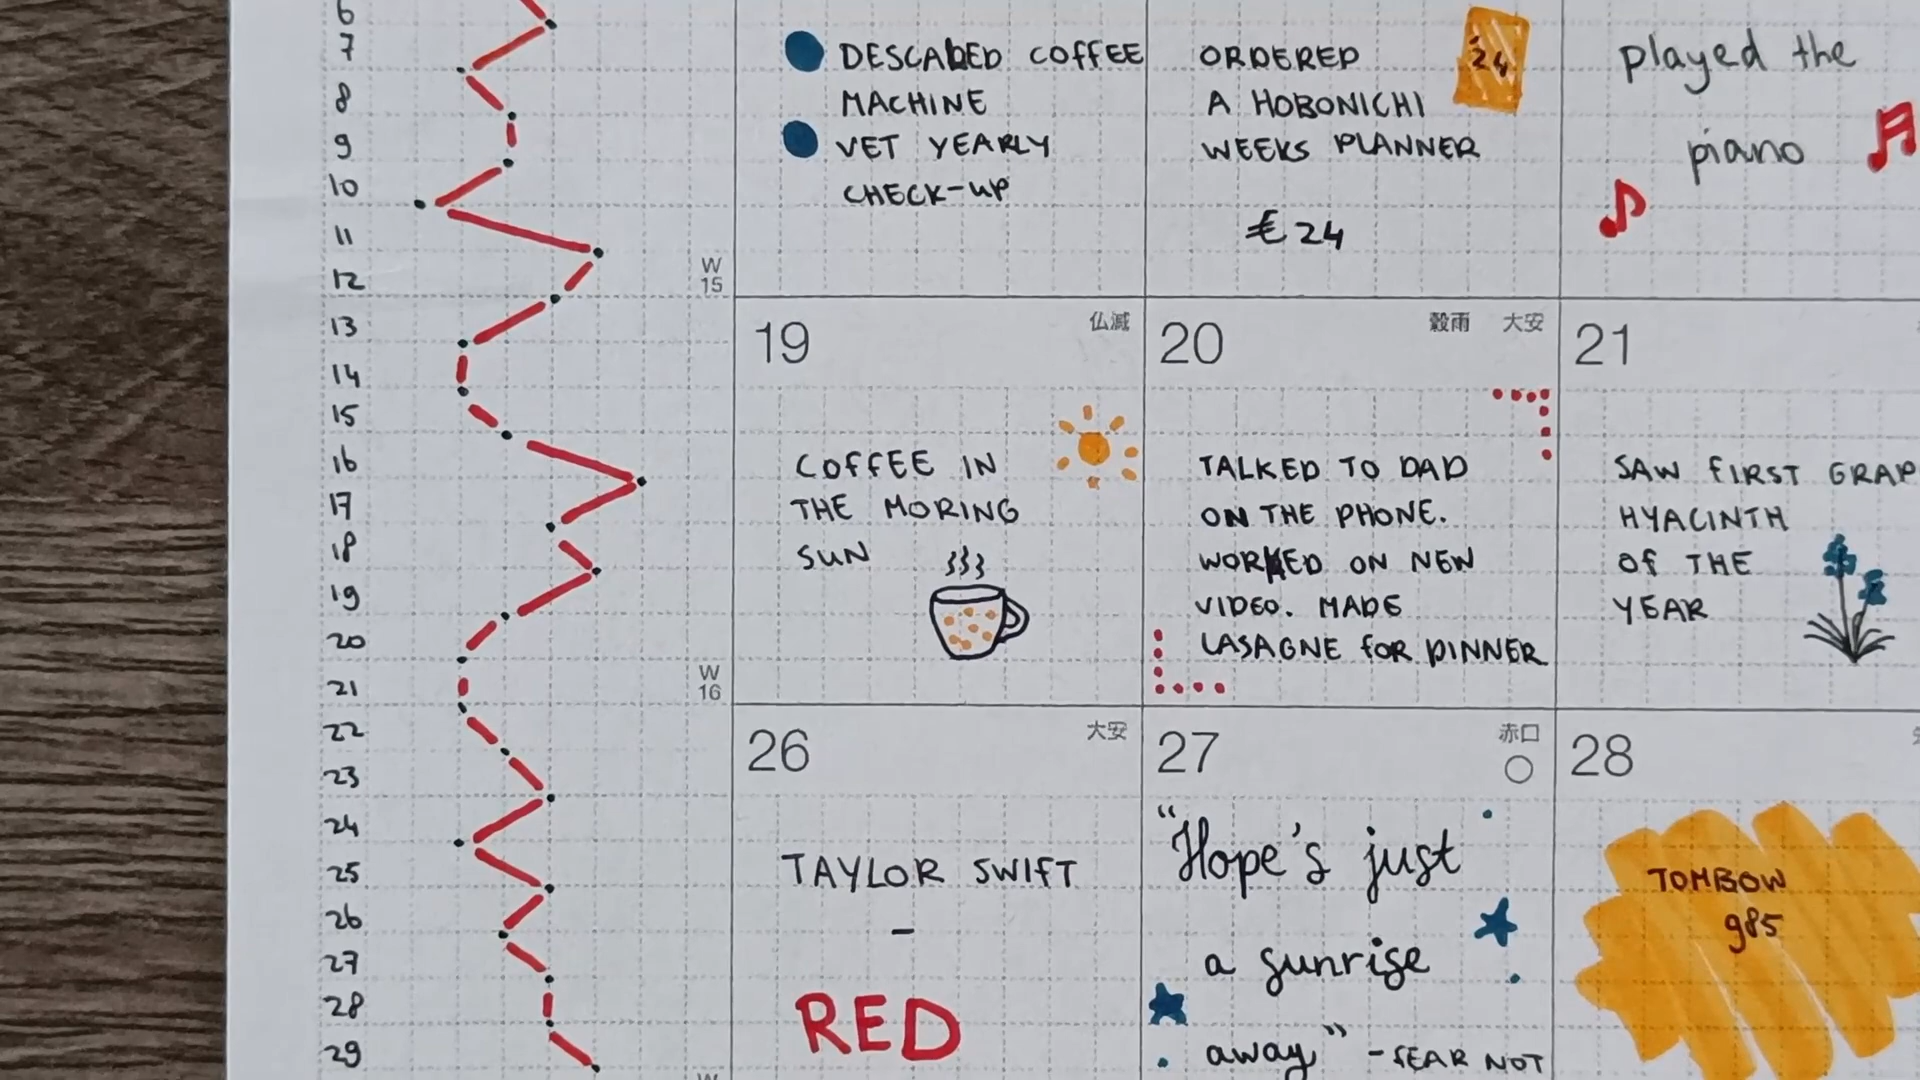 6
7
8
9
10
11
12
13
14
15
16
17
18
19
20
21
22
23
24
25
26
27
28
29
W
15
W
16
DESCALED COFFEE
MACHINE
VET YEARLY
CHECK-UP
ORDERED
A HOBONICHI
WEEKS PLANNER
€ 24
24
played the
piano
19 仏滅
COFFEE IN
THE MORING
SUN
20 穀雨 大安
TALKED TO DAD
ON THE PHONE.
WORKED ON NEW
VIDEO. MADE
LASAGNE FOR DINNER
21
SAW FIRST GRAP
HYACINTH
OF THE
YEAR
26 大安
TAYLOR SWIFT
-
RED
27 赤口
"Hope's just
a sunrise
away" - FEAR NOT
28
TOMBOW
985